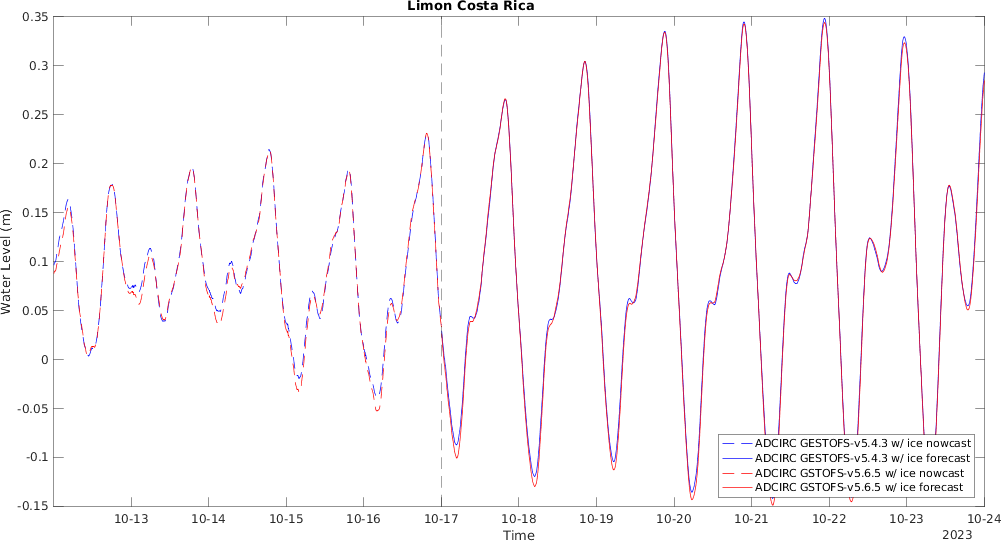 Limon Costa Rica
0.35
0.3
0.25
0.2
0.15
0.1
0.05
0
-0.05
-0.1
-0.15
Water Level (m)
ADCIRC GESTOFS-v5.4.3 w/ ice nowcast
ADCIRC GESTOFS-v5.4.3 w/ ice forecast
ADCIRC GSTOFS-v5.6.5 w/ ice nowcast
ADCIRC GSTOFS-v5.6.5 w/ ice forecast
10-13 10-14 10-15 10-16 10-17 10-18 10-19 10-20 10-21 10-22 10-23 10-24
Time
2023